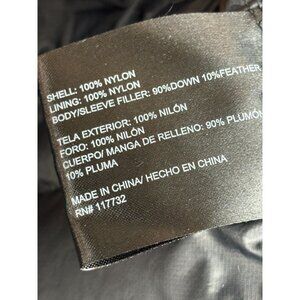 SHELL: 100% NYLON
LINING: 100% NYLON
BODY/SLEEVE FILLER: 90%DOWN 10%FEATHER
TELA EXTERIOR: 100% NILÓN
FORO: 100% NILÓN
CUERPO/ MANGA DE RELLENO: 90% PLUMÓN
10% PLUMA
MADE IN CHINA/ HECHO EN CHINA
RN# 117732